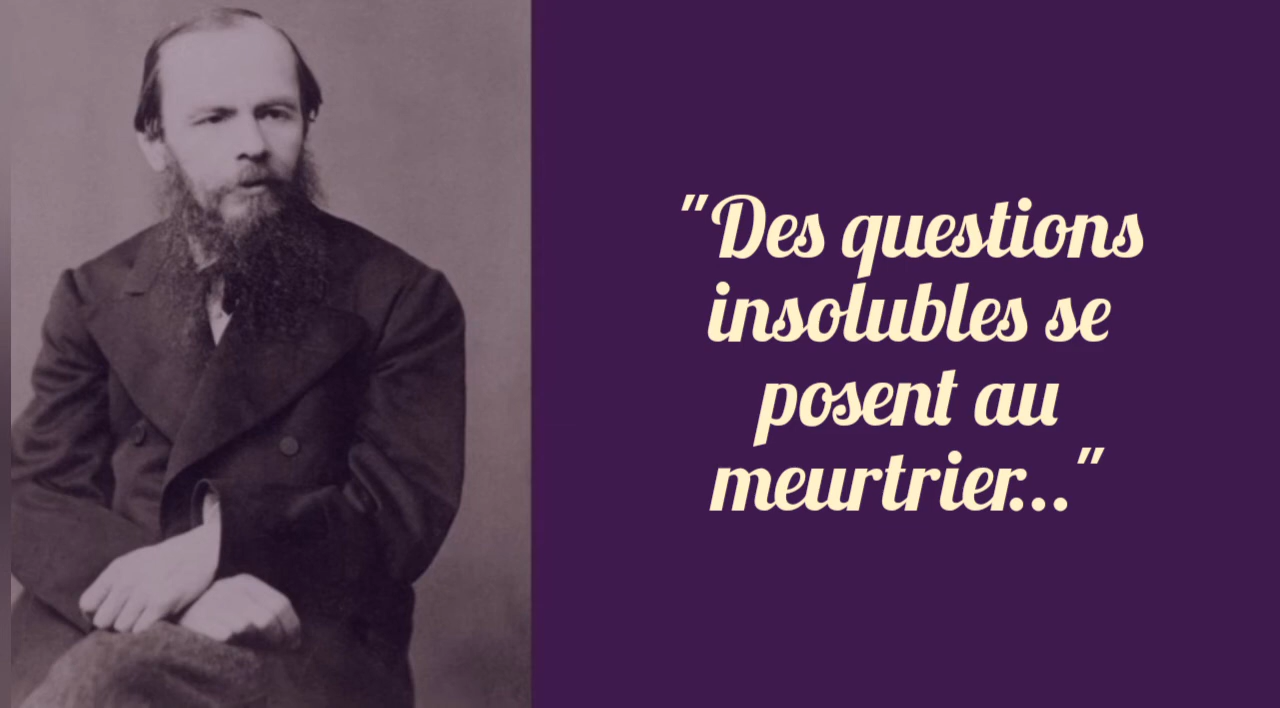 "Des questions
insolubles se
posent au
meurtrier..."